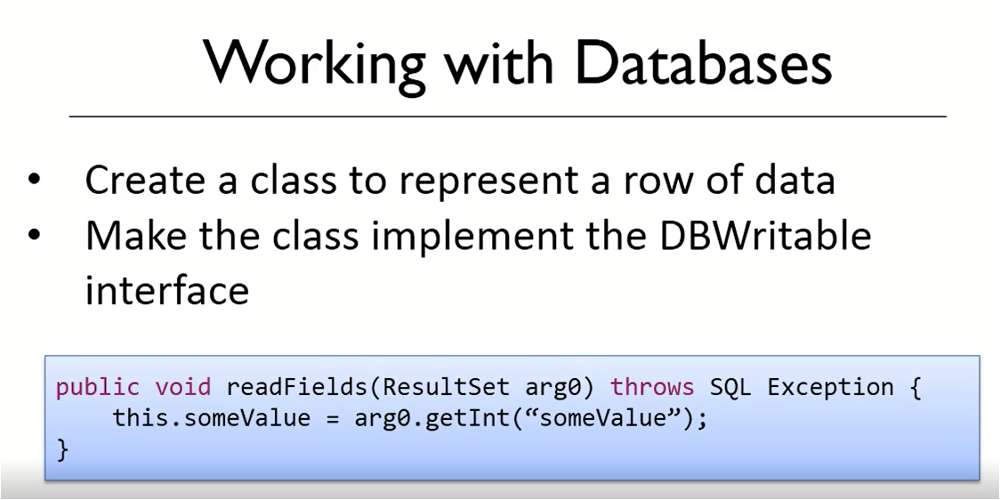 Working with Databases
• Create a class to represent a row of data
• Make the class implement the DBWritable
interface
public void readFields(ResultSet arg0) throws SQL Exception {
    this.someValue = arg0.getInt(“someValue”);
}